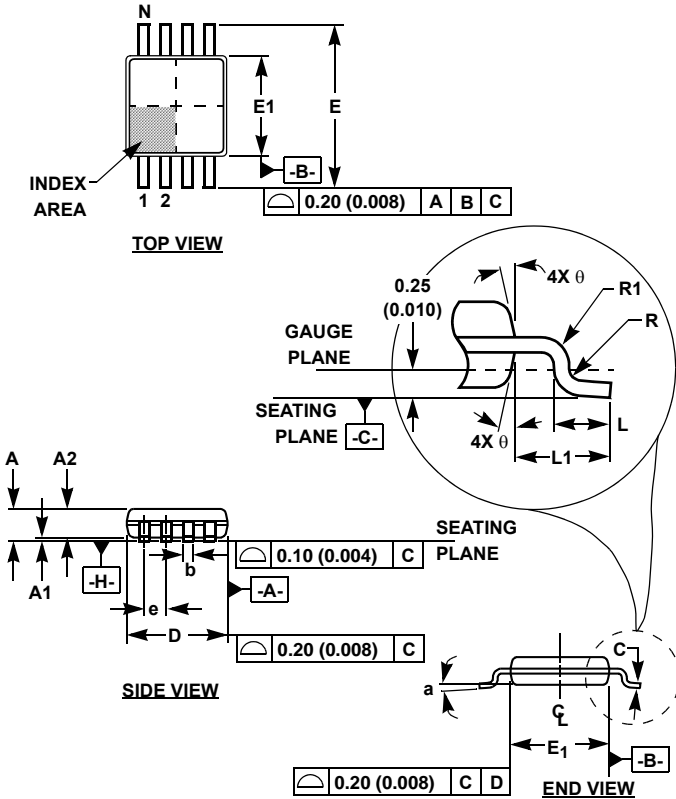 N
E1
E
-B-
INDEX
AREA
1 2
0.20 (0.008) A B C
TOP VIEW
0.25
(0.010)
4X θ
R1
R
GAUGE
PLANE
SEATING
PLANE -C-
4X θ
L
L1
A A2
SEATING
PLANE
A1
-H-
b
0.10 (0.004) C
e
-A-
D
0.20 (0.008) C
SIDE VIEW
C
a
CL
E1
-B-
0.20 (0.008) C D
END VIEW